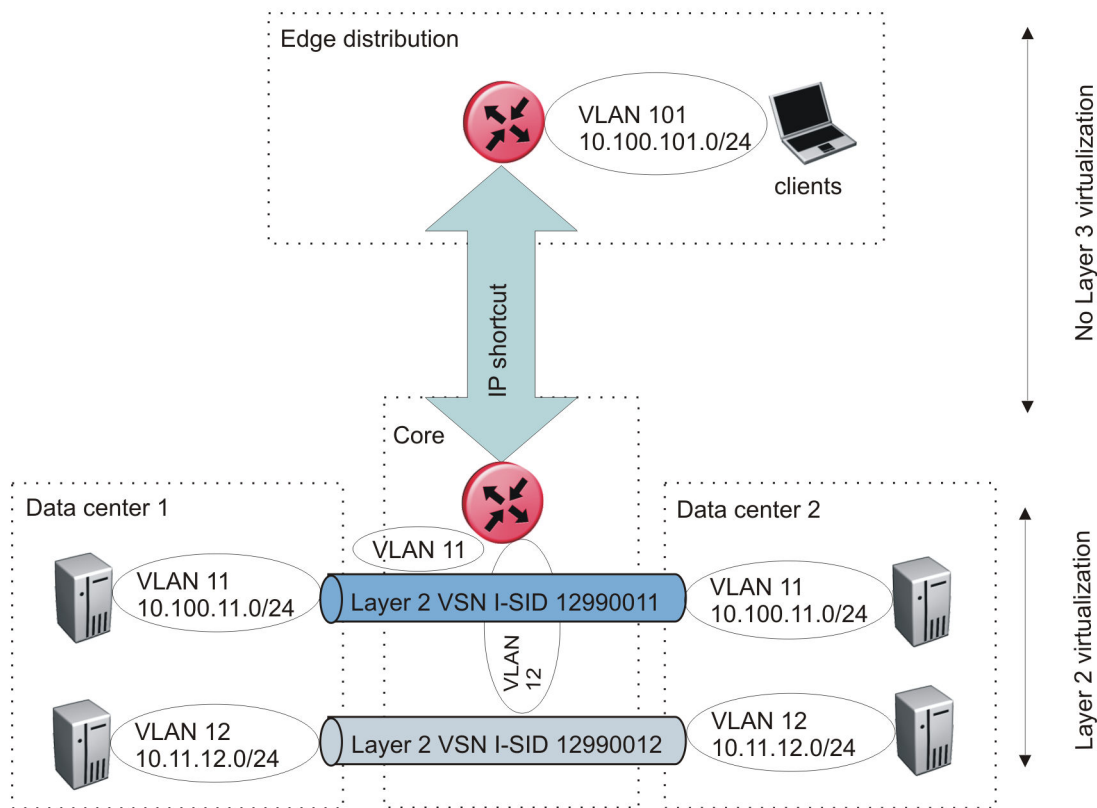 Edge distribution
VLAN 101
10.100.101.0/24
clients
No Layer 3 virtualization
IP shortcut
Core
Data center 1
Data center 2
VLAN 11
VLAN 11
10.100.11.0/24
Layer 2 VSN I-SID 12990011
VLAN 11
10.100.11.0/24
VLAN
12
VLAN 12
10.11.12.0/24
Layer 2 VSN I-SID 12990012
VLAN 12
10.11.12.0/24
Layer 2 virtualization